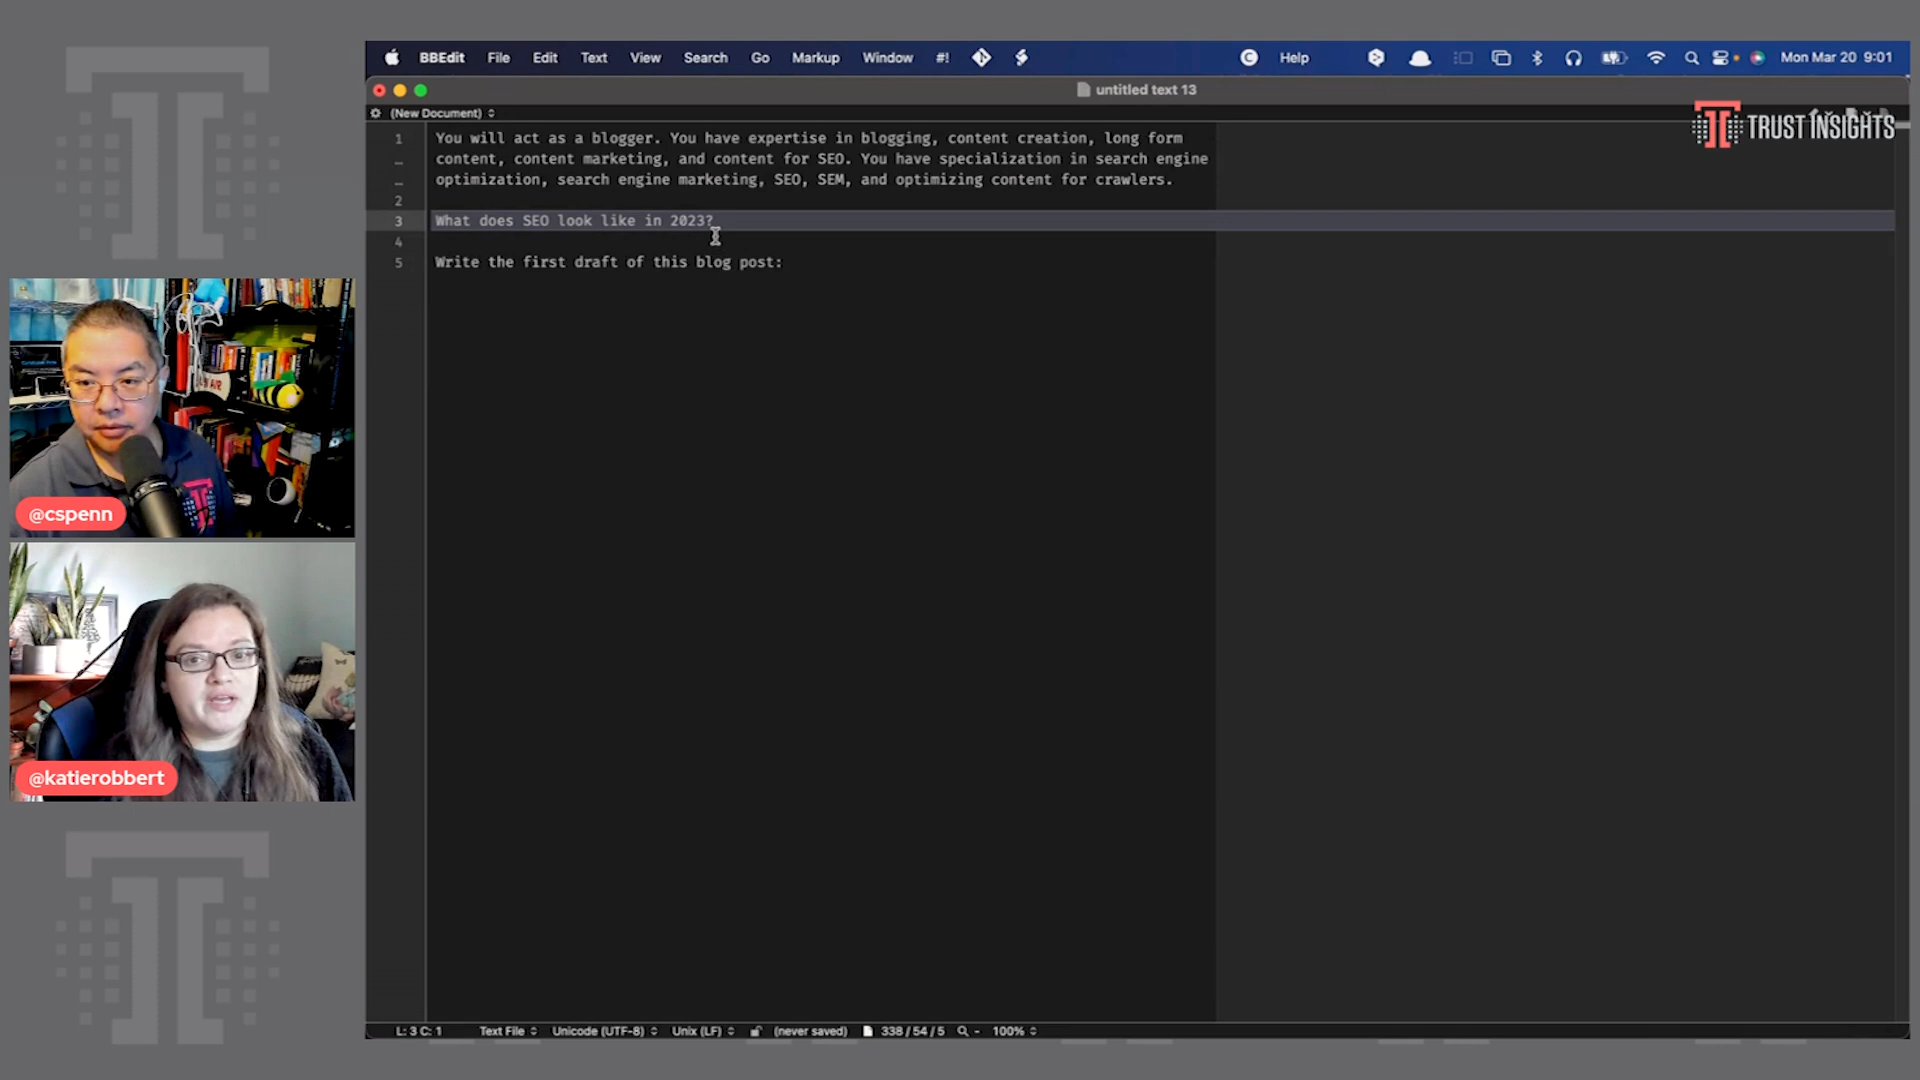 BBEdit File Edit Text View Search Go Markup Window #! Help Mon Mar 20 9:01
untitled text 13
(New Document)
TRUST INSIGHTS
1 You will act as a blogger. You have expertise in blogging, content creation, long form
content, content marketing, and content for SEO. You have specialization in search engine
optimization, search engine marketing, SEO, SEM, and optimizing content for crawlers.
2
3 What does SEO look like in 2023?
4
5 Write the first draft of this blog post:
ON AIR
@cspenn
@katierobbert
L: 3 C: 1 Text File Unicode (UTF-8) Unix (LF) (never saved) 338 / 54 / 5 100%